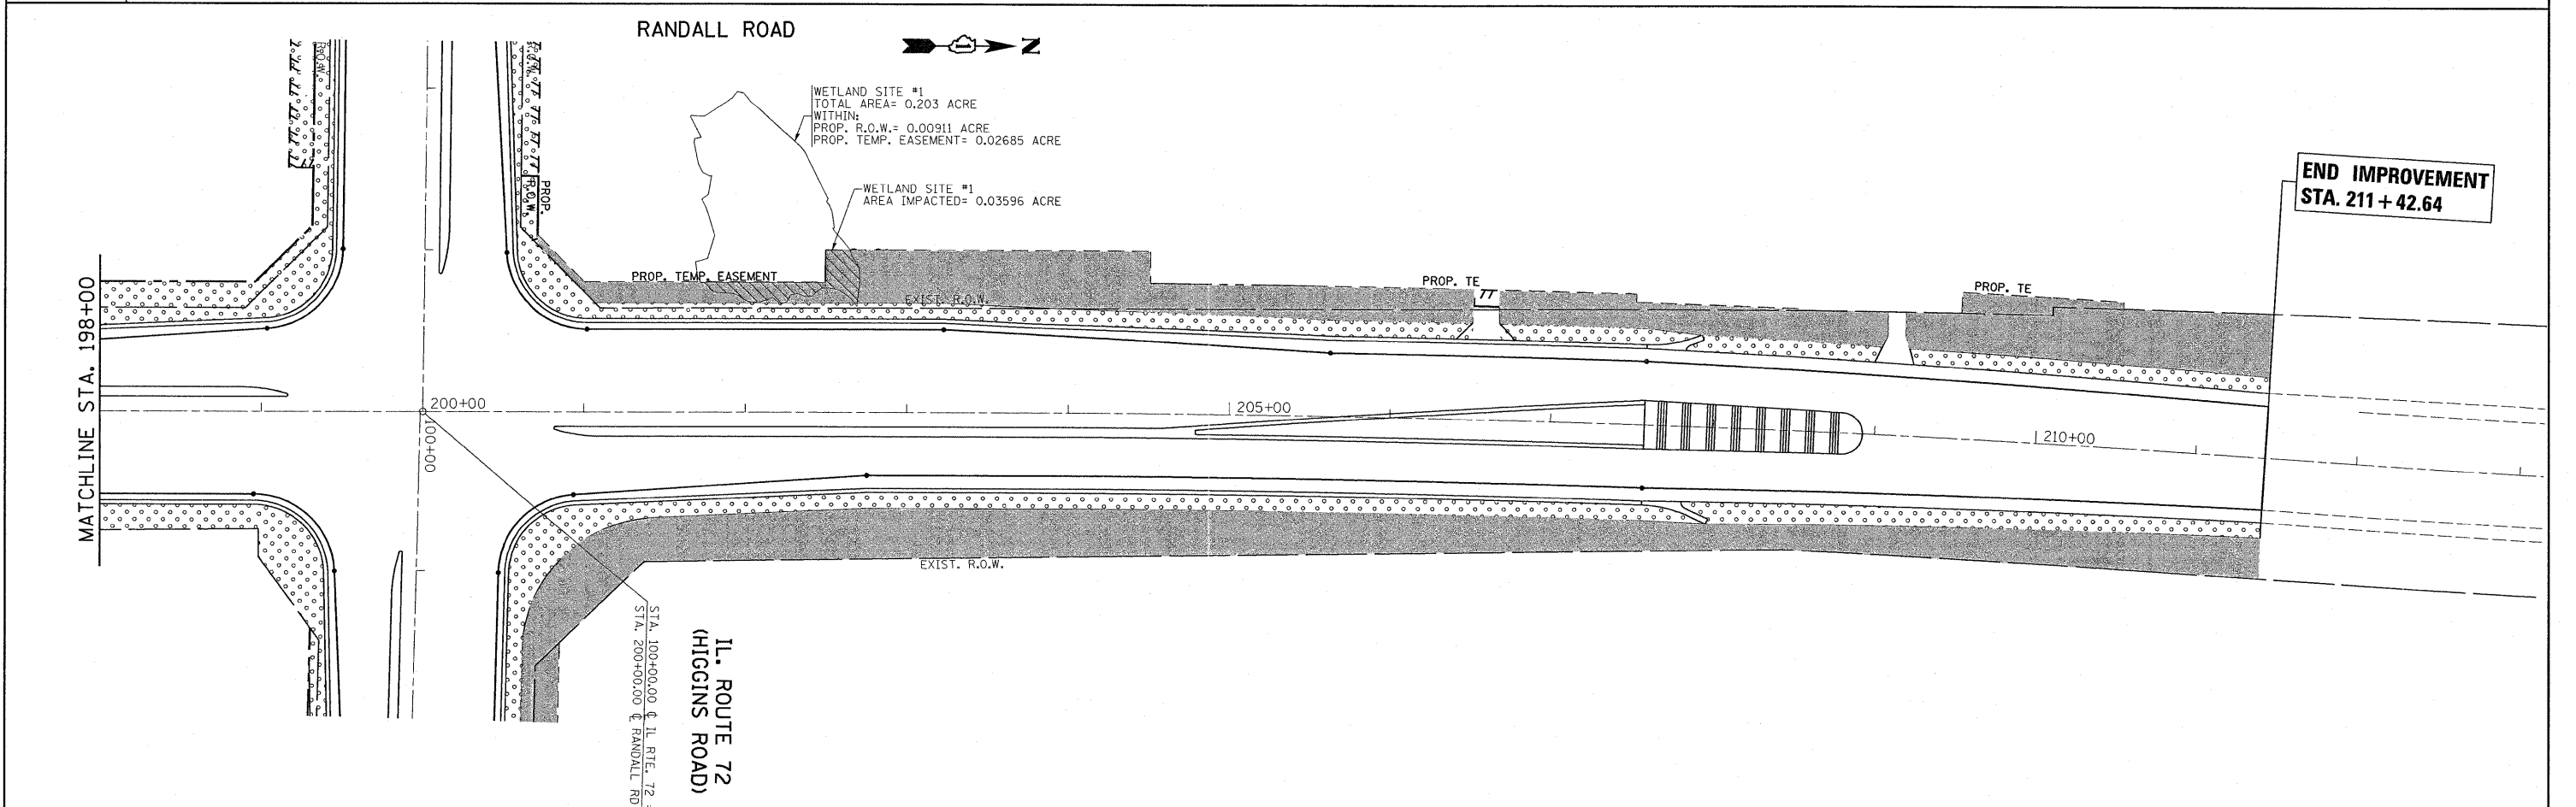 RANDALL ROAD
N
R.O.W.
R.O.W.
PROP.
R.O.W.
WETLAND SITE #1
TOTAL AREA= 0.203 ACRE
WITHIN:
PROP. R.O.W.= 0.00911 ACRE
PROP. TEMP. EASEMENT= 0.02685 ACRE
WETLAND SITE #1
AREA IMPACTED= 0.03596 ACRE
END IMPROVEMENT
STA. 211+42.64
PROP. TEMP. EASEMENT
EXIST. R.O.W.
PROP. TE
PROP. TE
MATCHLINE STA. 198+00
200+00
100+00
205+00
210+00
EXIST. R.O.W.
STA. 100+00.00 ℄ IL RTE. 72 =
STA. 200+00.00 ℄ RANDALL RD
IL. ROUTE 72
(HIGGINS ROAD)